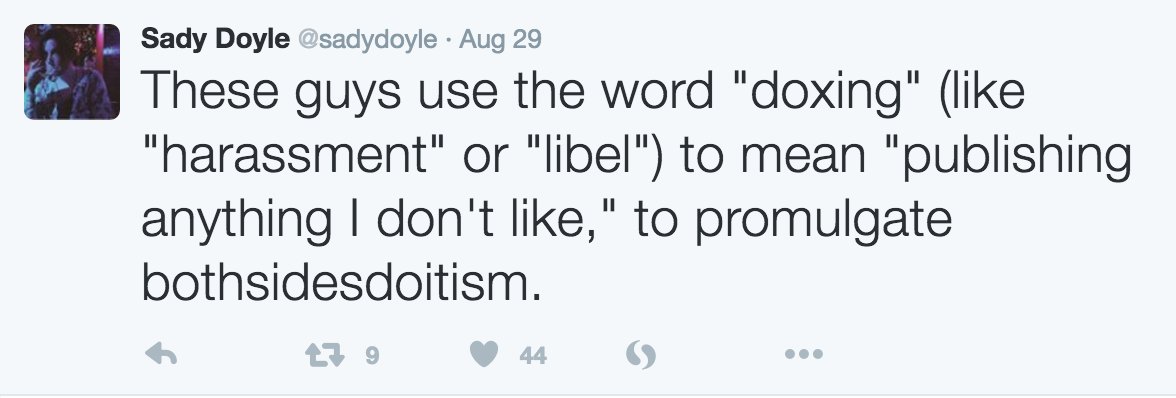 Sady Doyle @sadydoyle · Aug 29
These guys use the word "doxing" (like
"harassment" or "libel") to mean "publishing
anything I don't like," to promulgate
bothsidesdoitism.
9 44